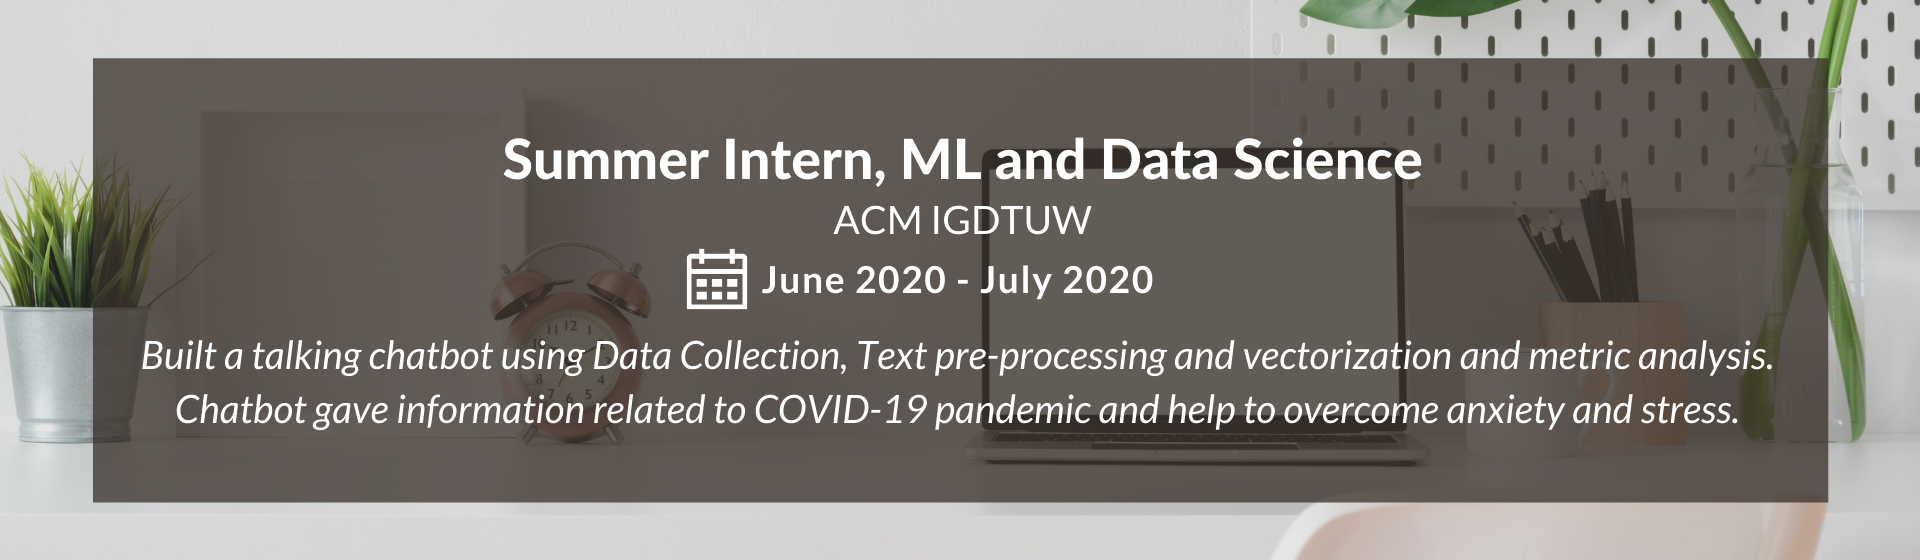 Summer Intern, ML and Data Science
ACM IGDTUW
June 2020 - July 2020
Built a talking chatbot using Data Collection, Text pre-processing and vectorization and metric analysis.
Chatbot gave information related to COVID-19 pandemic and help to overcome anxiety and stress.